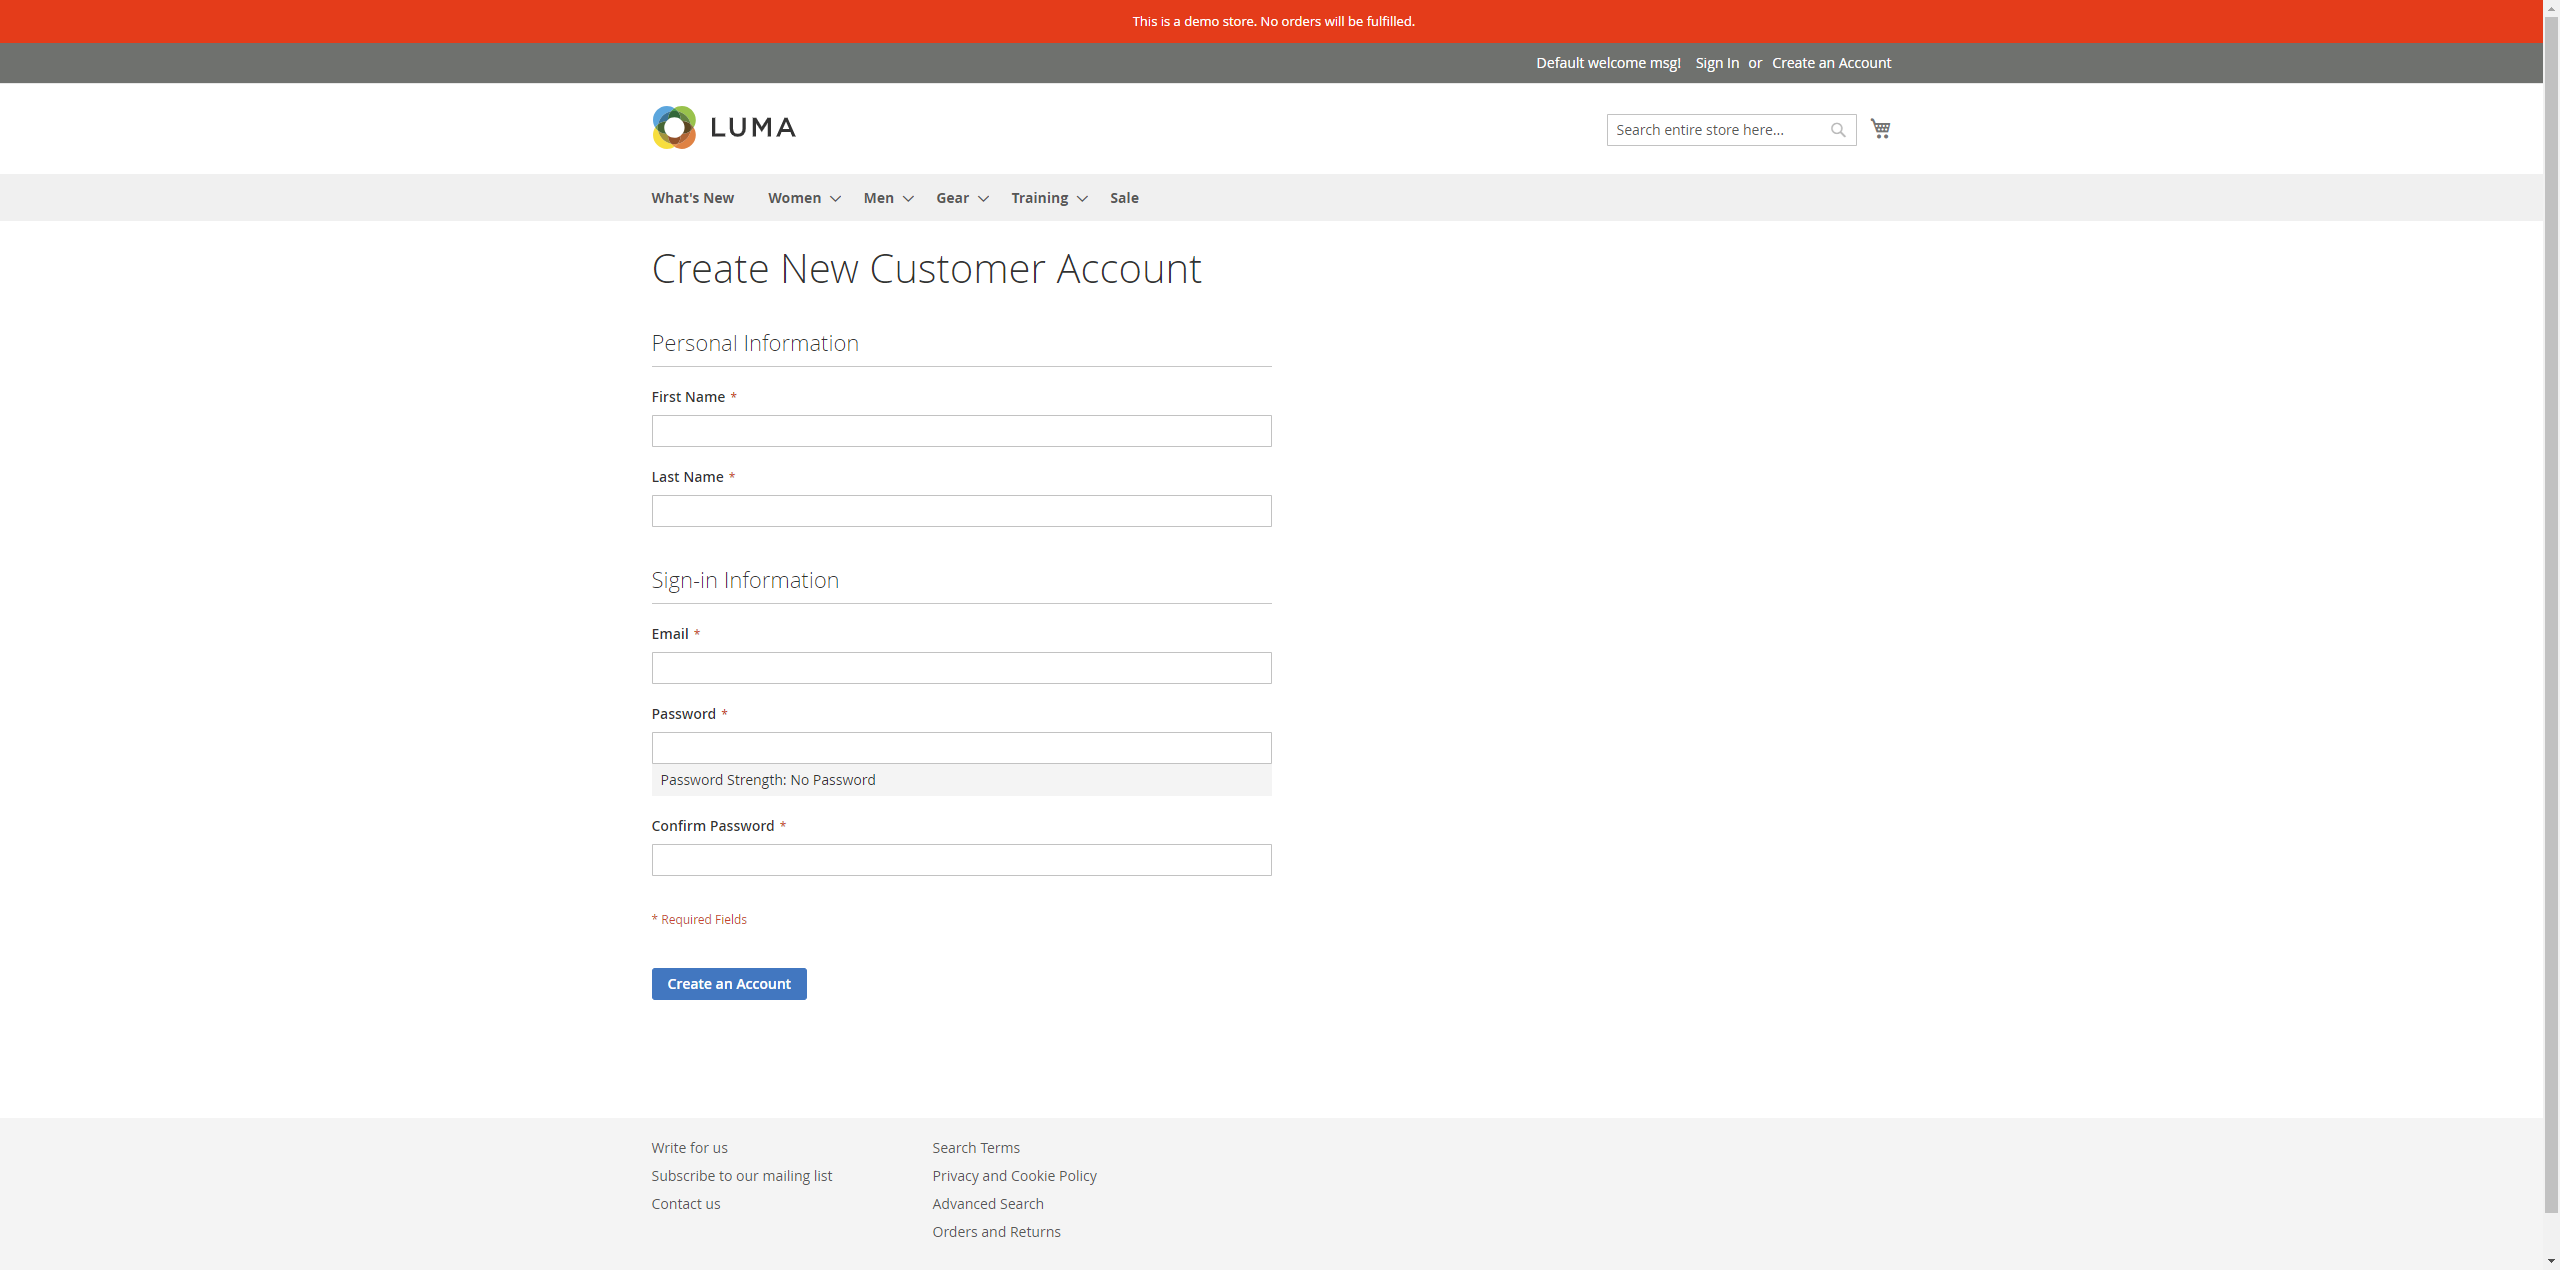 This is a demo store. No orders will be fulfilled.
Default welcome msg! Sign In or Create an Account
LUMA
Search entire store here...
What's New Women Men Gear Training Sale
Create New Customer Account
Personal Information
First Name *
Last Name *
Sign-in Information
Email *
Password *
Password Strength: No Password
Confirm Password *
* Required Fields
Create an Account
Write for us
Subscribe to our mailing list
Contact us
Search Terms
Privacy and Cookie Policy
Advanced Search
Orders and Returns